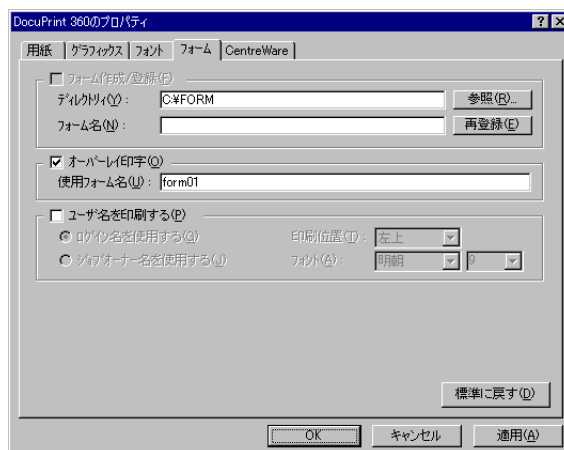 DocuPrint 360のプロパティ
用紙 グラフィックス フォント フォーム CentreWare
フォーム作成/登録(F)
ディレクトリィ(Y): C:¥FORM 参照(R)...
フォーム名(N): 再登録(E)
オーバーレイ印字(O)
使用フォーム名(U): form01
ユーザ名を印刷する(P)
ログイン名を使用する(G) 印刷位置(T): 左上
ジョブオーナー名を使用する(J) フォント(A): 明朝 9
標準に戻す(D)
OK キャンセル 適用(A)